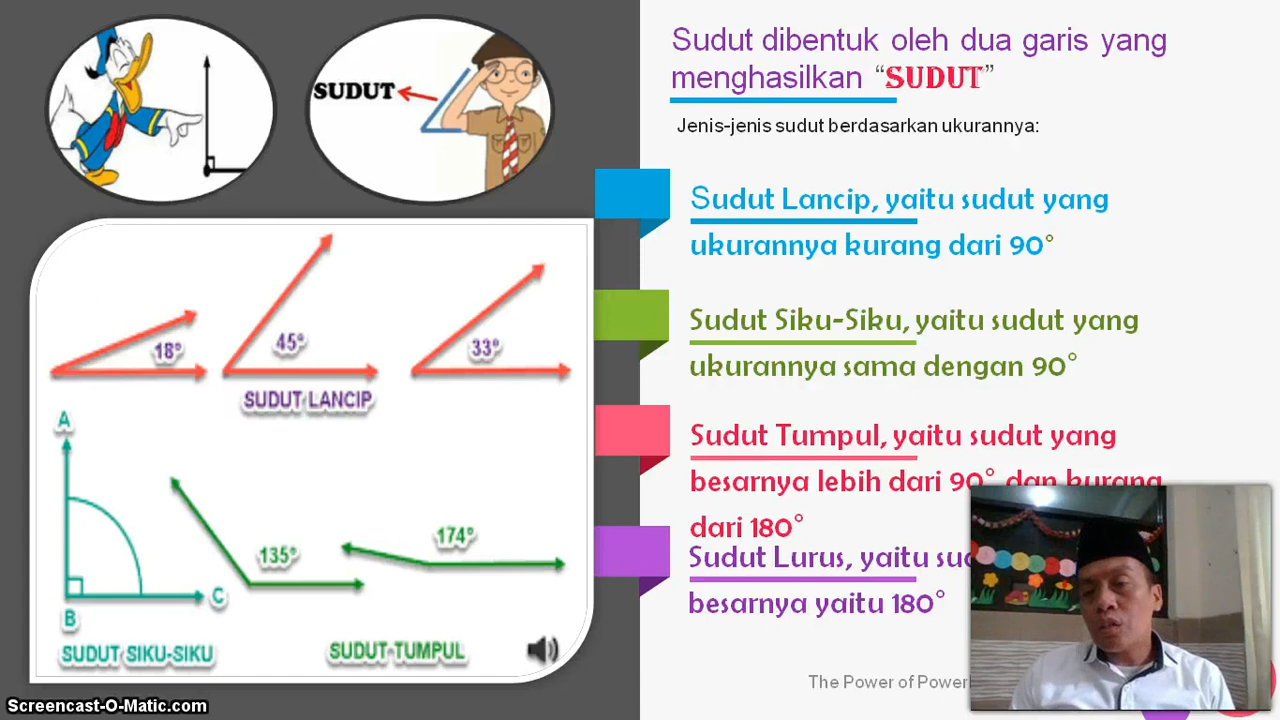 SUDUT
Sudut dibentuk oleh dua garis yang
menghasilkan “SUDUT”
Jenis-jenis sudut berdasarkan ukurannya:
Sudut Lancip, yaitu sudut yang
ukurannya kurang dari 90°
Sudut Siku-Siku, yaitu sudut yang
ukurannya sama dengan 90°
Sudut Tumpul, yaitu sudut yang
besarnya lebih dari 90° dan kurang
dari 180°
Sudut Lurus, yaitu
besarnya yaitu 180°
18°
45°
33°
SUDUT LANCIP
A
B
C
SUDUT SIKU-SIKU
135°
174°
SUDUT TUMPUL
The Power of
Screencast-O-Matic.com